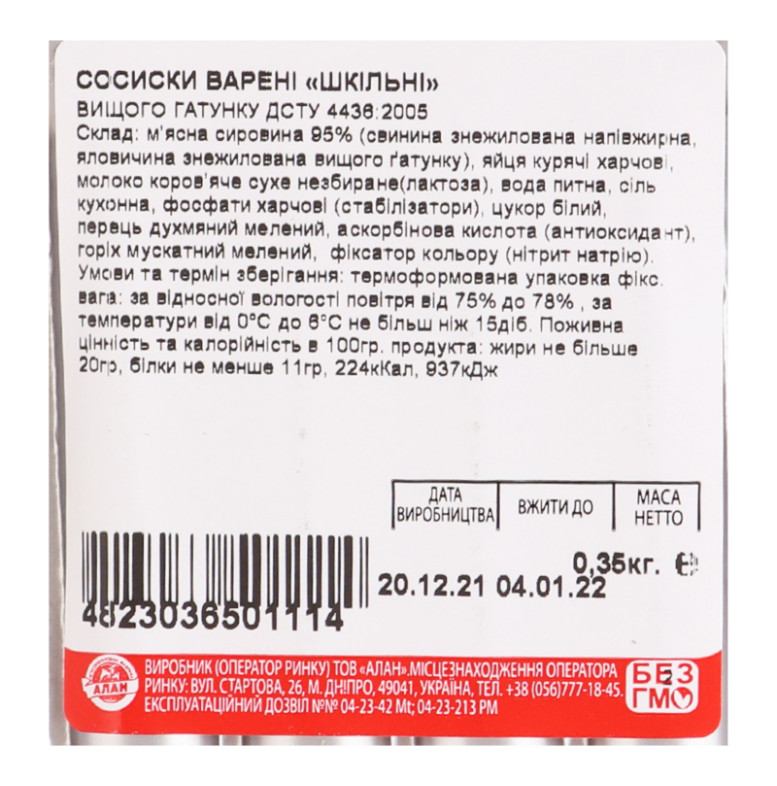 СОСИСКИ ВАРЕНІ «ШКІЛЬНІ»
ВИЩОГО ГАТУНКУ ДСТУ 4436:2005
Склад: м'ясна сировина 95% (свинина знежилована напівжирна,
яловичина знежилована вищого ґатунку), яйця курячі харчові,
молоко коров'яче сухе незбиране(лактоза), вода питна, сіль
кухонна, фосфати харчові (стабілізатори), цукор білий,
перець духмяний мелений, аскорбінова кислота (антиоксидант),
горіх мускатний мелений, фіксатор кольору (нітрит натрію).
Умови та термін зберігання: термоформована упаковка фікс.
вага: за відносної вологості повітря від 75% до 78% , за
температури від 0°С до 6°С не більш ніж 15діб. Поживна
цінність та калорійність в 100гр. продукта: жири не більше
20гр, білки не менше 11гр, 224кКал, 937кДж
ДАТА ВИРОБНИЦТВА ВЖИТИ ДО МАСА НЕТТО
0,35кг.
20.12.21 04.01.22
4823036501114
АЛАН
ВИРОБНИК (ОПЕРАТОР РИНКУ) ТОВ «АЛАН».МІСЦЕЗНАХОДЖЕННЯ ОПЕРАТОРА
РИНКУ: ВУЛ. СТАРТОВА, 26, М. ДНІПРО, 49041, УКРАЇНА, ТЕЛ. +38 (056)777-18-45.
ЕКСПЛУАТАЦІЙНИЙ ДОЗВІЛ №№ 04-23-42 Mt; 04-23-213 PM
БЕЗ
2
ГМО